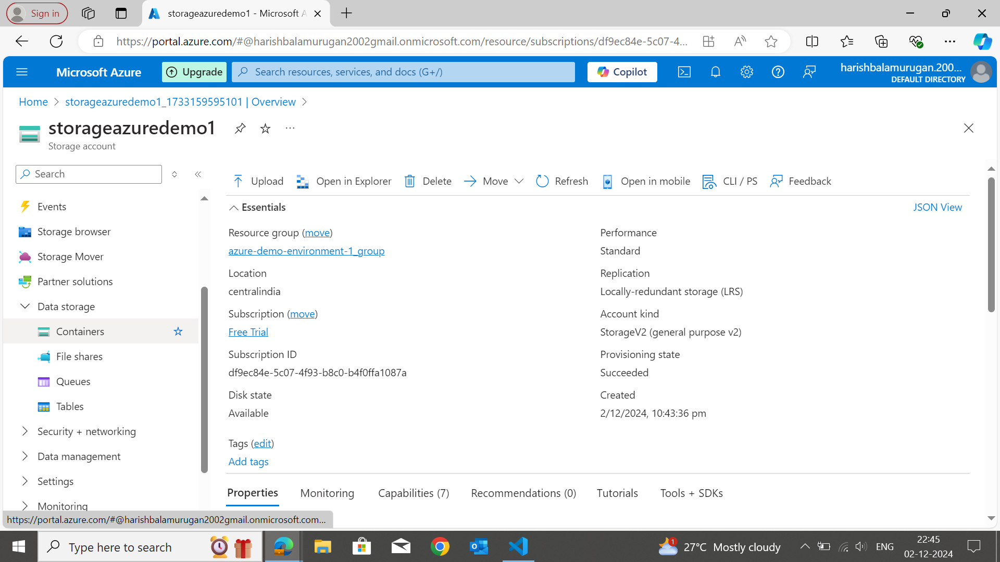 Sign in
storageazuredemo1 - Microsoft A
https://portal.azure.com/#@harishbalamurugan2002gmail.onmicrosoft.com/resource/subscriptions/df9ec84e-5c07-4...
Microsoft Azure
Upgrade
Search resources, services, and docs (G+/)
Copilot
harishbalamurugan.200...
DEFAULT DIRECTORY
Home
storageazuredemo1_1733159595101 | Overview
storageazuredemo1
...
Storage account
Search
Upload
Open in Explorer
Delete
Move
Refresh
Open in mobile
CLI / PS
Feedback
Events
Storage browser
Storage Mover
Partner solutions
Data storage
Containers
File shares
Queues
Tables
Security + networking
Data management
Settings
Monitoring
Essentials
JSON View
Resource group (move)
azure-demo-environment-1_group
Location
centralindia
Subscription (move)
Free Trial
Subscription ID
df9ec84e-5c07-4f93-b8c0-b4f0ffa1087a
Disk state
Available
Performance
Standard
Replication
Locally-redundant storage (LRS)
Account kind
StorageV2 (general purpose v2)
Provisioning state
Succeeded
Created
2/12/2024, 10:43:36 pm
Tags (edit)
Add tags
Properties
Monitoring
Capabilities (7)
Recommendations (0)
Tutorials
Tools + SDKs
https://portal.azure.com/#@harishbalamurugan2002gmail.onmicrosoft.com...
Type here to search
1
27°C Mostly cloudy
ENG
22:45
02-12-2024